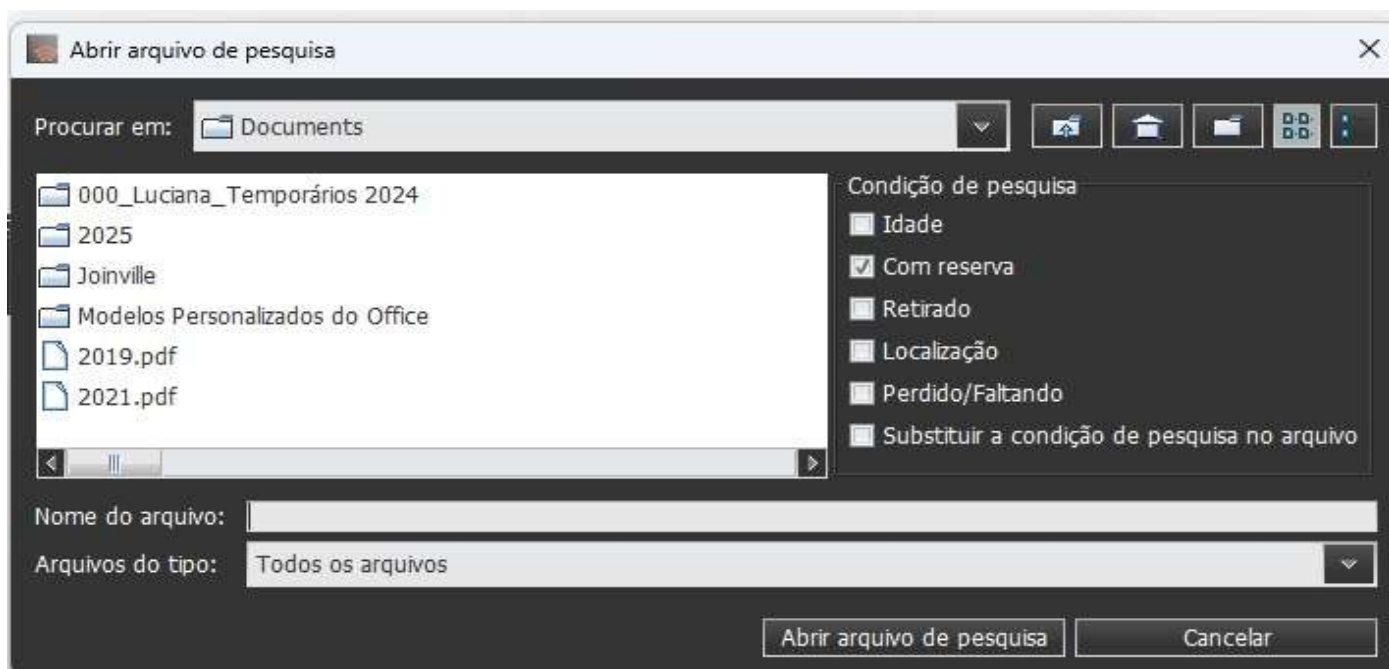 Abrir arquivo de pesquisa
Procurar em: Documents
000_Luciana_Temporários 2024
2025
Joinville
Modelos Personalizados do Office
2019.pdf
2021.pdf
Condição de pesquisa
Idade
Com reserva
Retirado
Localização
Perdido/Faltando
Substituir a condição de pesquisa no arquivo
Nome do arquivo:
Arquivos do tipo: Todos os arquivos
Abrir arquivo de pesquisa Cancelar